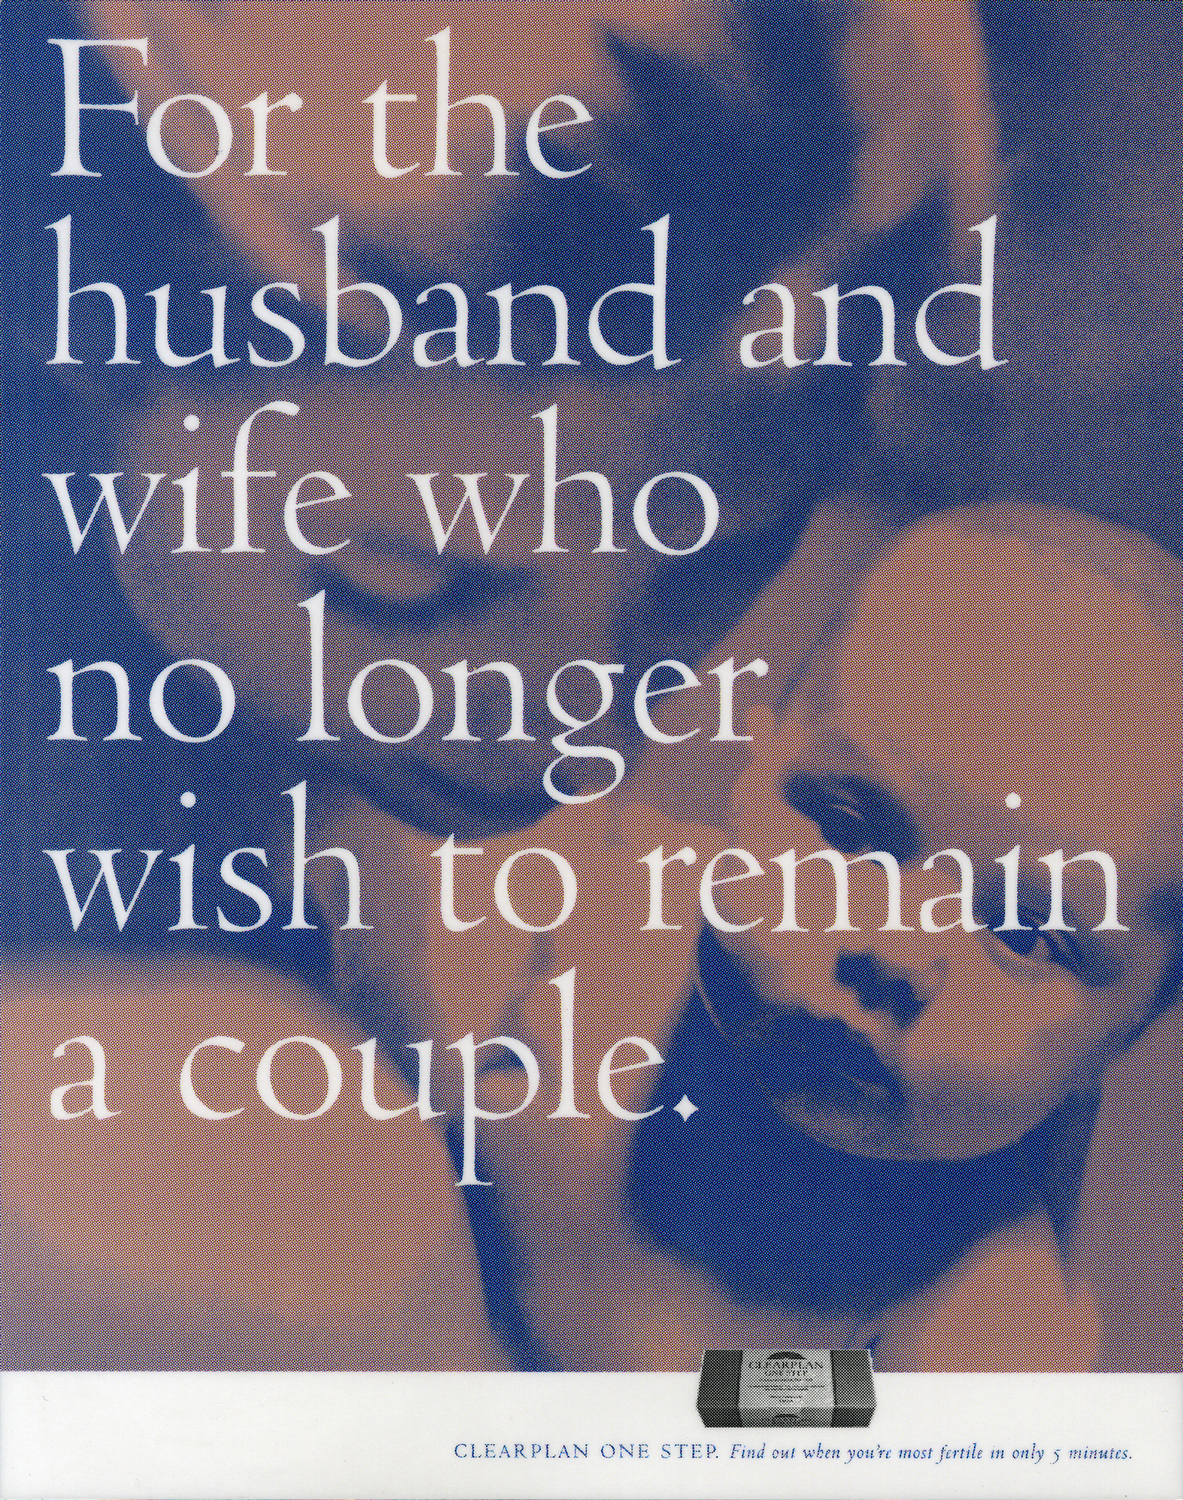 For the
husband and
wife who
no longer
wish to remain
a couple.
CLEARPLAN
ONE STEP
CLEARPLAN ONE STEP. Find out when you're most fertile in only 5 minutes.